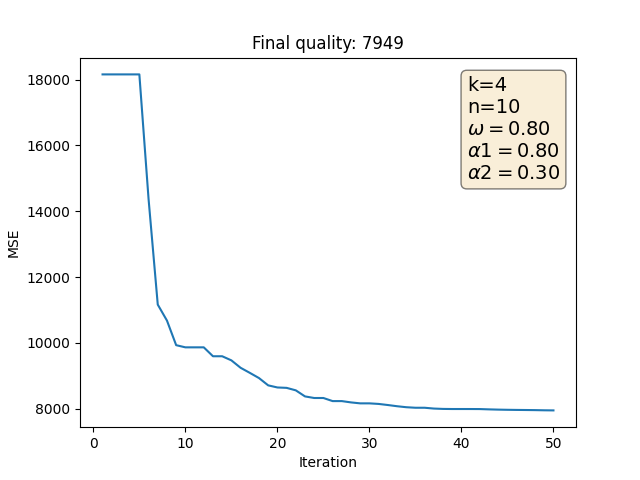 Final quality: 7949
k=4
n=10
ω = 0.80
α1 = 0.80
α2 = 0.30
MSE
18000
16000
14000
12000
10000
8000
0 10 20 30 40 50
Iteration